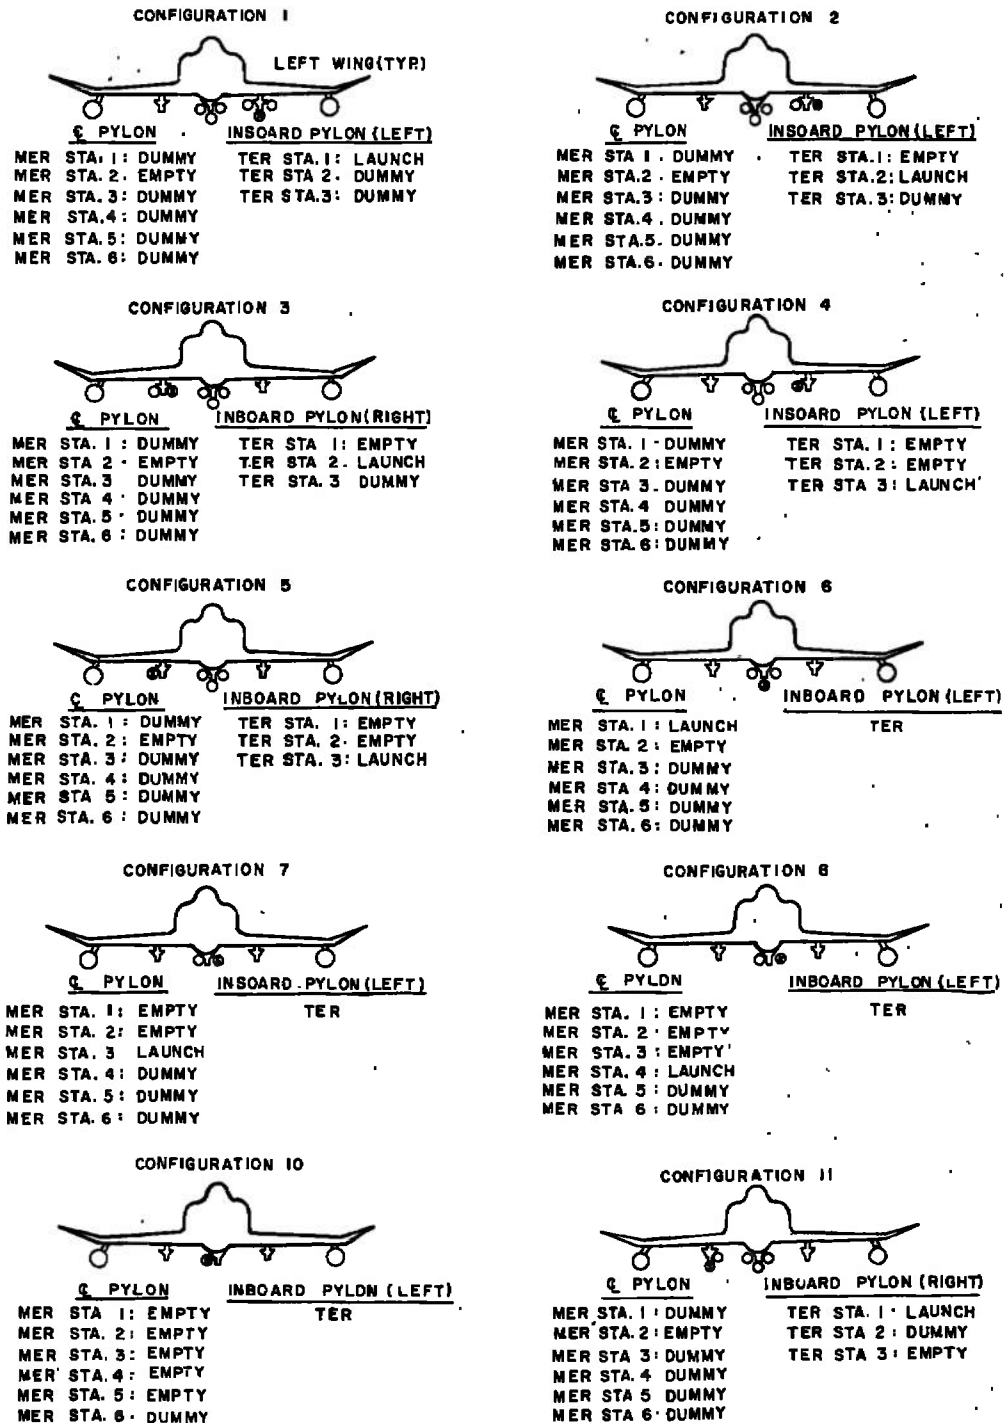 CONFIGURATION 1
LEFT WING(TYP.)
℄ PYLON
INSOARD PYLON(LEFT)
MER STA. 1: DUMMY
MER STA. 2. EMPTY
MER STA. 3: DUMMY
MER STA.4: DUMMY
MER STA. 5: DUMMY
MER STA. 6: DUMMY
TER STA. 1: LAUNCH
TER STA 2. DUMMY
TER STA.3: DUMMY
CONFIGURATION 2
℄ PYLON
INSOARD PYLON(LEFT)
MER STA 1. DUMMY
MER STA.2. EMPTY
MER STA.3: DUMMY
MER STA.4. DUMMY
MER STA.5. DUMMY
MER STA.6. DUMMY
TER STA.1: EMPTY
TER STA.2: LAUNCH
TER STA. 3: DUMMY
CONFIGURATION 3
℄ PYLON
INBOARD PYLON(RIGHT)
MER STA. 1: DUMMY
MER STA 2. EMPTY
MER STA.3 DUMMY
MER STA 4. DUMMY
MER STA.5. DUMMY
MER STA.6: DUMMY
TER STA 1: EMPTY
TER STA 2. LAUNCH
TER STA.3 DUMMY
CONFIGURATION 4
℄ PYLON
INSOARD PYLON (LEFT)
MER STA. 1. DUMMY
MER STA.2: EMPTY
MER STA 3. DUMMY
MER STA.4 DUMMY
MER STA.5: DUMMY
MER STA.6: DUMMY
TER STA. 1: EMPTY
TER STA.2: EMPTY
TER STA 3: LAUNCH
CONFIGURATION 5
℄ PYLON
INBOARD PYLON(RIGHT)
MER STA. 1: DUMMY
MER STA. 2: EMPTY
MER STA. 3: DUMMY
MER STA. 4: DUMMY
MER STA 5: DUMMY
MER STA. 6: DUMMY
TER STA. 1: EMPTY
TER STA. 2. EMPTY
TER STA. 3: LAUNCH
CONFIGURATION 6
℄ PYLON
INBOARD PYLON (LEFT)
MER STA. 1: LAUNCH
MER STA. 2: EMPTY
MER STA. 3: DUMMY
MER STA 4: DUMMY
MER STA. 5: DUMMY
MER STA. 6: DUMMY
TER
CONFIGURATION 7
℄ PYLON
INSOARD PYLON(LEFT)
MER STA. 1: EMPTY
MER STA. 2: EMPTY
MER STA. 3 LAUNCH
MER STA. 4: DUMMY
MER STA. 5: DUMMY
MER STA. 6: DUMMY
TER
CONFIGURATION 8
℄ PYLON
INBOARD PYLON (LEFT)
MER STA. 1: EMPTY
MER STA. 2. EMPTY
MER STA. 3: EMPTY
MER STA. 4: LAUNCH
MER STA. 5: DUMMY
MER STA 6: DUMMY
TER
CONFIGURATION 10
℄ PYLON
INBOARD PYLON (LEFT)
MER STA 1: EMPTY
MER STA. 2: EMPTY
MER STA. 3: EMPTY
MER STA. 4: EMPTY
MER STA. 5: EMPTY
MER STA. 6. DUMMY
TER
CONFIGURATION 11
℄ PYLON
INBOARD PYLON (RIGHT)
MER STA. 1: DUMMY
MER STA.2: EMPTY
MER STA 3: DUMMY
MER STA. 4 DUMMY
MER STA 5 DUMMY
MER STA 6. DUMMY
TER STA. 1. LAUNCH
TER STA 2: DUMMY
TER STA 3: EMPTY